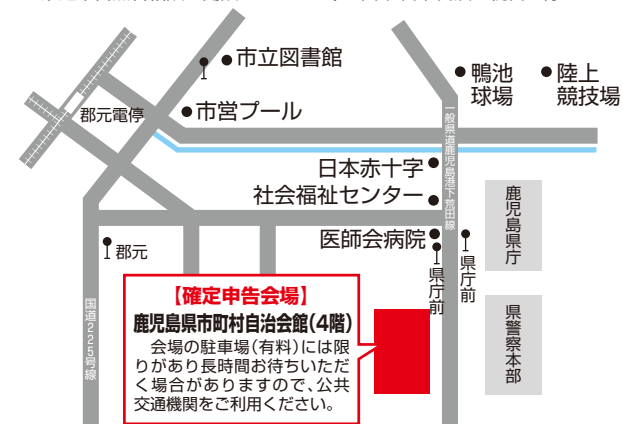 ●市立図書館
●鴨池
球場
●陸上
競技場
郡元電停
●市営プール
一般県道鹿児島港下荒田線
日本赤十字●
社会福祉センター●
鹿児島県庁
医師会病院●
郡元
県庁前
県庁前
国道225号線
【確定申告会場】
鹿児島県市町村自治会館(4階)
会場の駐車場(有料)には限
りがあり長時間お待ちいただ
く場合がありますので、公共
交通機関をご利用ください。
県警察本部